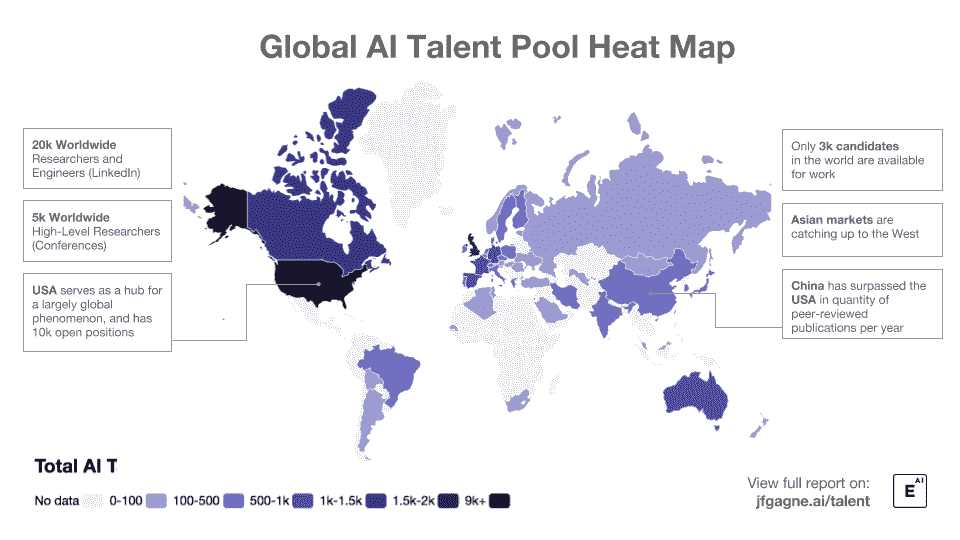 Global AI Talent Pool Heat Map
20k Worldwide
Researchers and
Engineers (LinkedIn)
5k Worldwide
High-Level Researchers
(Conferences)
USA serves as a hub for
a largely global
phenomenon, and has
10k open positions
Only 3k candidates
in the world are available
for work
Asian markets are
catching up to the West
China has surpassed the
USA in quantity of
peer-reviewed
publications per year
Total AI T
No data 0-100 100-500 500-1k 1k-1.5k 1.5k-2k 9k+
View full report on:
jfgagne.ai/talent
E AI